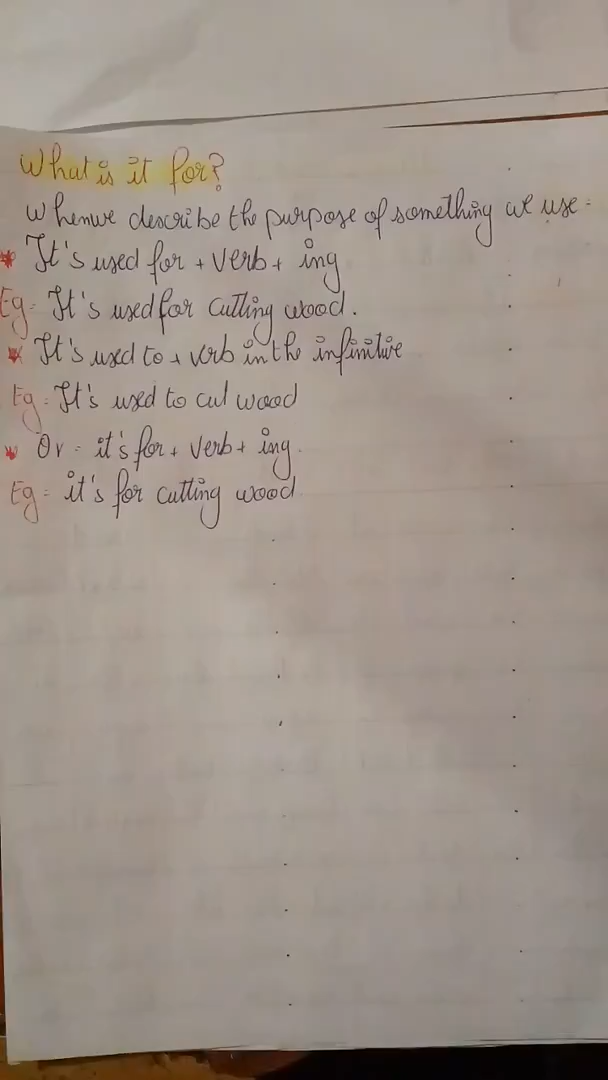 What is it for?
When we describe the purpose of something we use =
* It's used for + verb + ing
Eg = It's used for cutting wood.
* It's used to + verb in the infinitive
Eg = It's used to cut wood
* Or = it's for + verb + ing.
Eg = it's for cutting wood